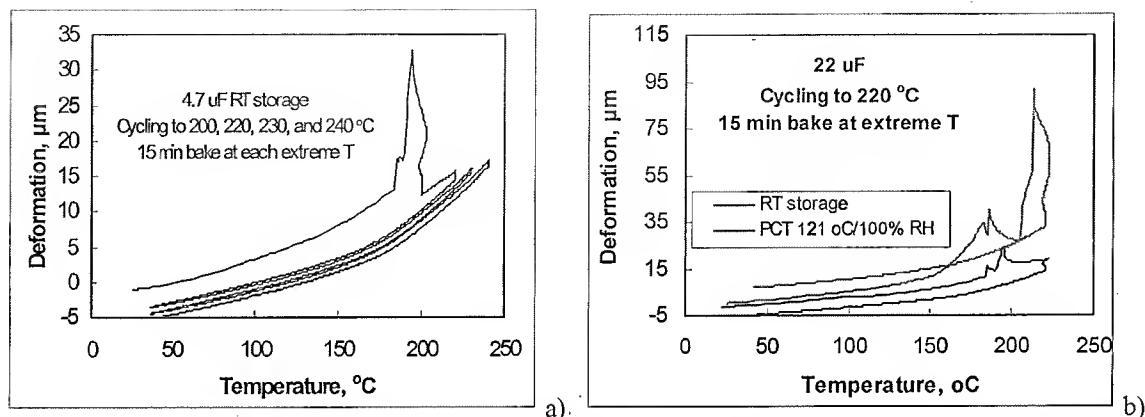 35
30
25
20
15
10
5
0
-5
0 50 100 150 200 250
Deformation, µm
Temperature, °C
4.7 uF RT storage
Cycling to 200, 220, 230, and 240 °C
15 min bake at each extreme T
a).
115
95
75
55
35
15
-5
0 50 100 150 200 250
Deformation, µm
Temperature, oC
22 uF
Cycling to 220 °C
15 min bake at extreme T
RT storage
PCT 121 oC/100% RH
b)